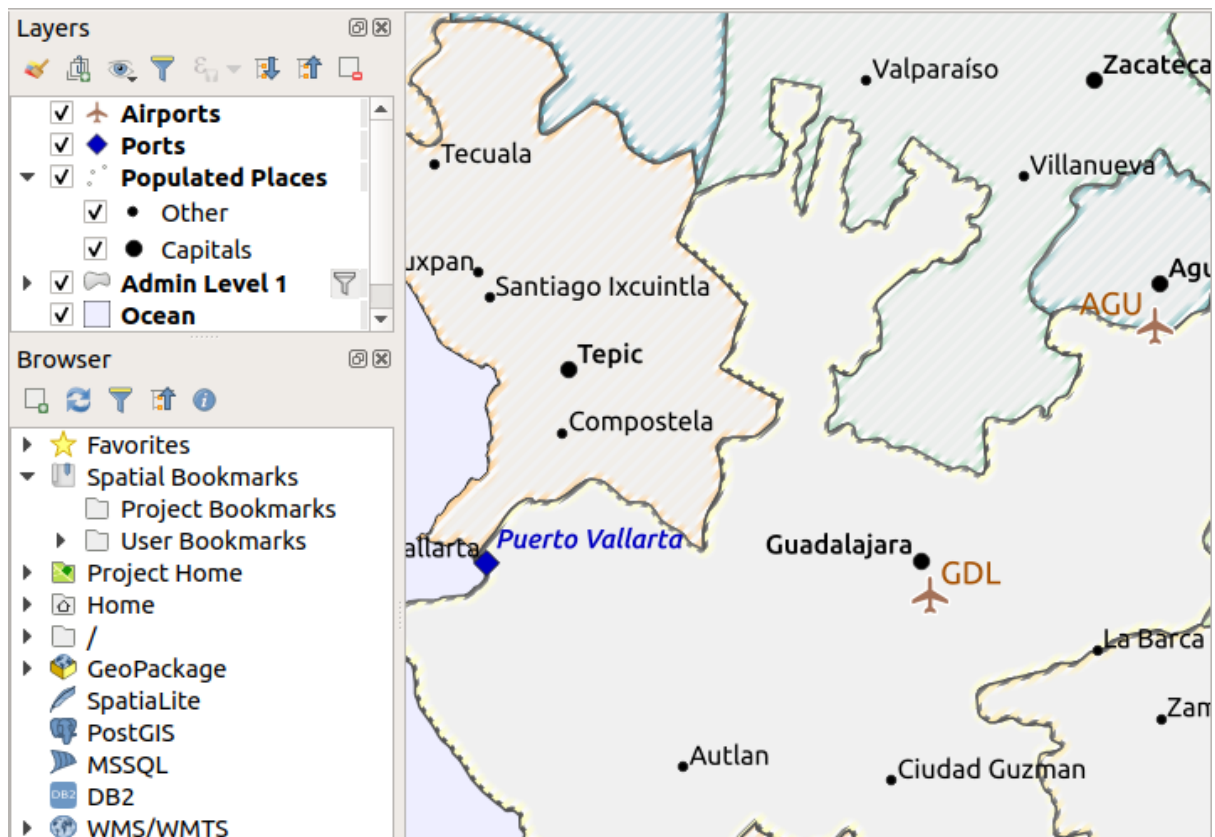 Layers
Airports
Ports
Populated Places
Other
Capitals
Admin Level 1
Ocean
Browser
Favorites
Spatial Bookmarks
Project Bookmarks
User Bookmarks
Project Home
Home
/
GeoPackage
SpatiaLite
PostGIS
MSSQL
DB2
DB2
WMS/WMTS
Valparaíso
Zacateca
Tecuala
Villanueva
uxpan
Santiago Ixcuintla
Agu
AGU
Tepic
Compostela
allarta
Puerto Vallarta
Guadalajara
GDL
La Barca
Zam
Autlan
Ciudad Guzman